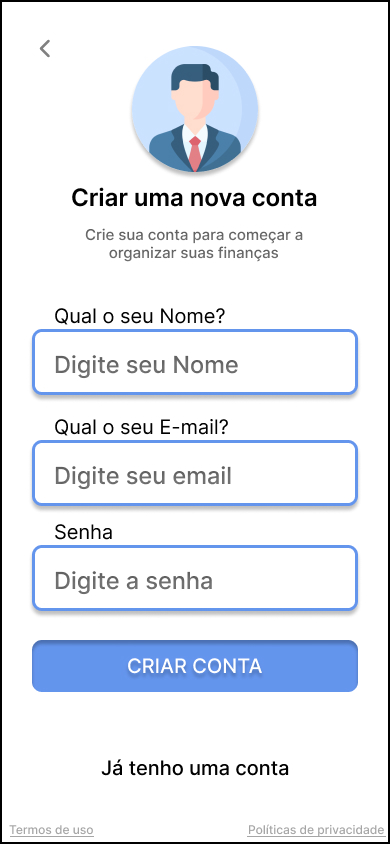 Criar uma nova conta
Crie sua conta para começar a
organizar suas finanças
Qual o seu Nome?
Digite seu Nome
Qual o seu E-mail?
Digite seu email
Senha
Digite a senha
CRIAR CONTA
Já tenho uma conta
Termos de uso
Políticas de privacidade